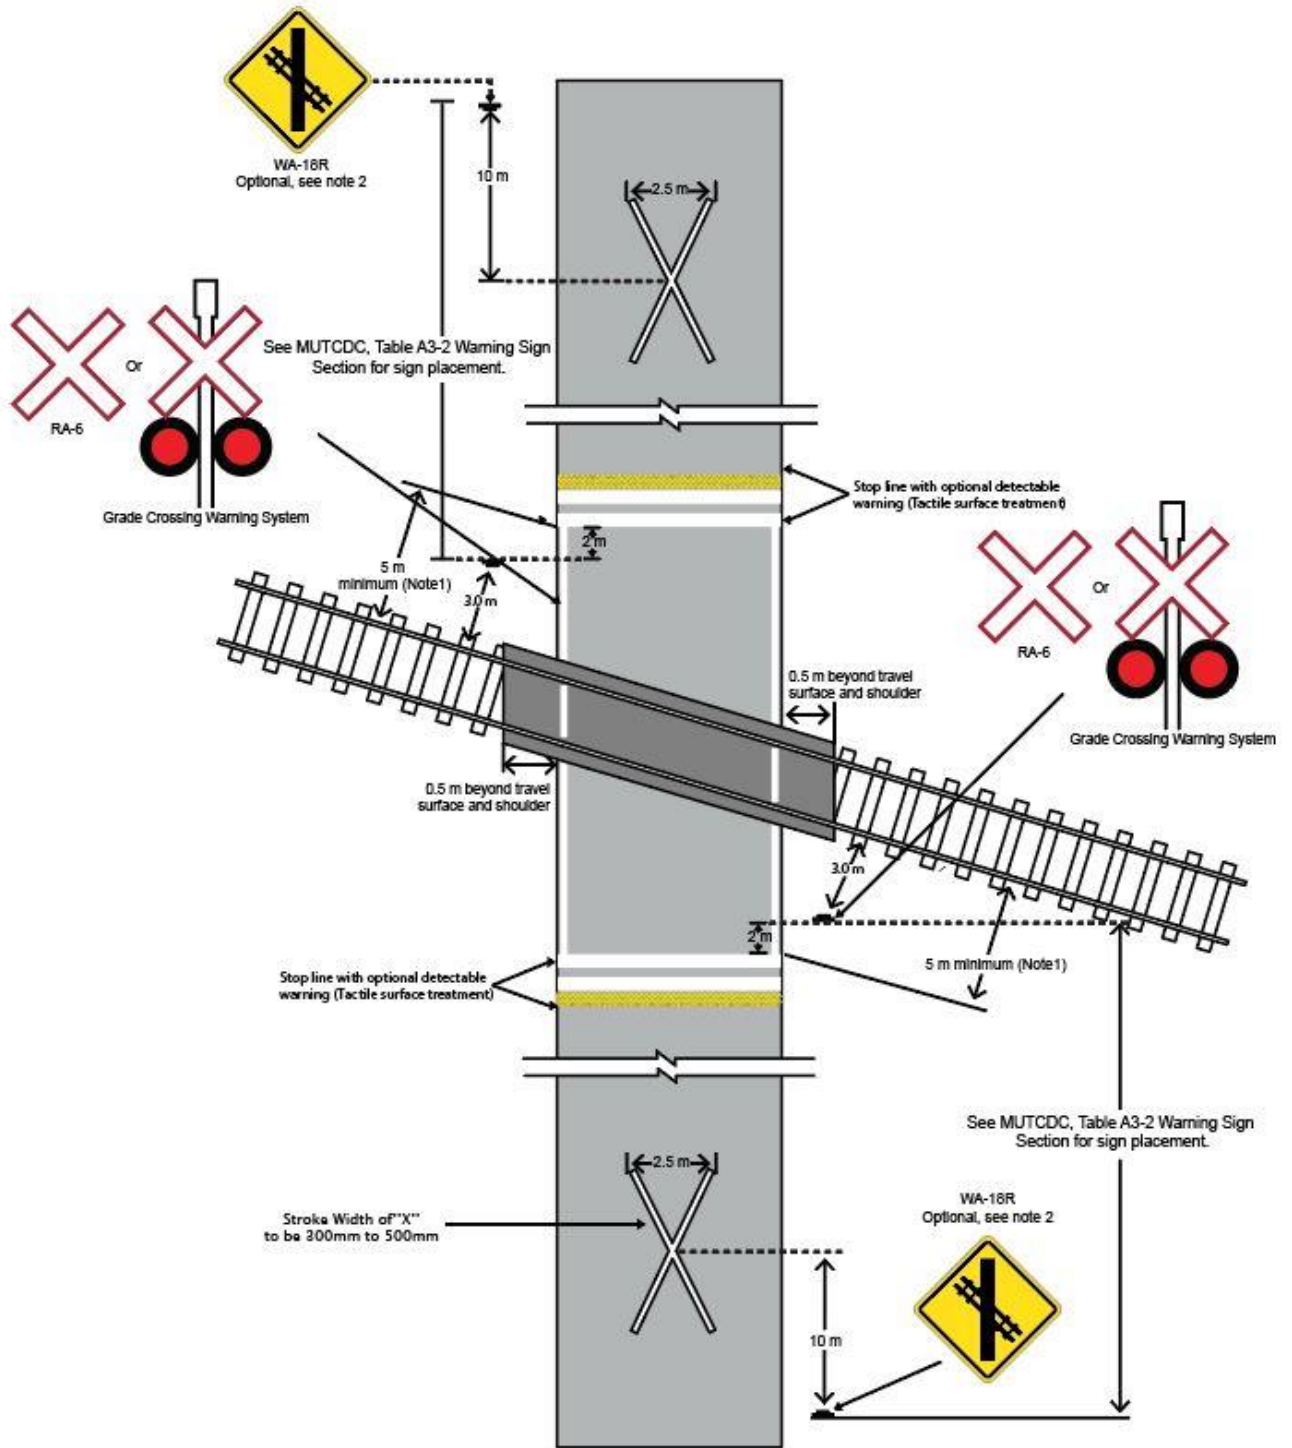 WA-18R
Optional, see note 2
10 m
2.5 m
See MUTCDC, Table A3-2 Warning Sign
Section for sign placement.
Or
RA-6
Grade Crossing Warning System
Stop line with optional detectable
warning (Tactile surface treatment)
2 m
5 m
minimum (Note1)
3.0 m
Or
RA-6
Grade Crossing Warning System
0.5 m beyond travel
surface and shoulder
0.5 m beyond travel
surface and shoulder
3.0 m
2 m
5 m minimum (Note1)
Stop line with optional detectable
warning (Tactile surface treatment)
See MUTCDC, Table A3-2 Warning Sign
Section for sign placement.
2.5 m
Stroke Width of "X"
to be 300mm to 500mm
WA-18R
Optional, see note 2
10 m